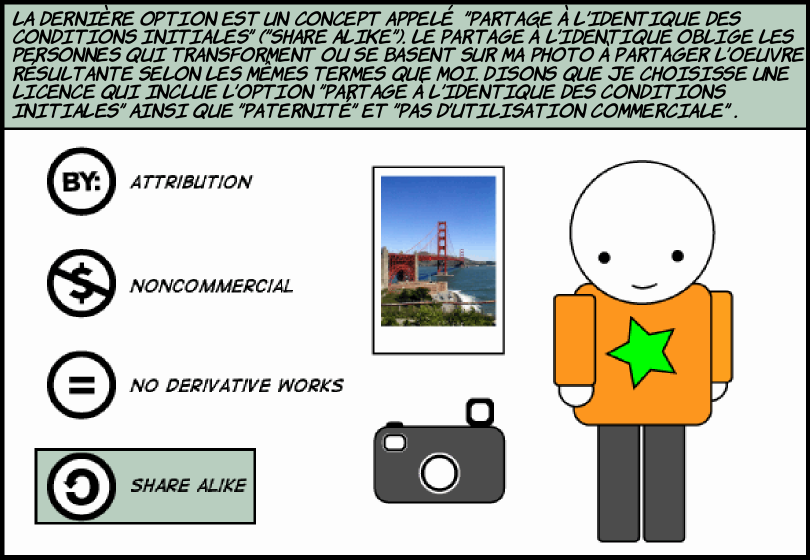 LA DERNIÈRE OPTION EST UN CONCEPT APPELÉ "PARTAGE À L'IDENTIQUE DES
CONDITIONS INITIALES" ("SHARE ALIKE"). LE PARTAGE À L'IDENTIQUE OBLIGE LES
PERSONNES QUI TRANSFORMENT OU SE BASENT SUR MA PHOTO À PARTAGER L'OEUVRE
RÉSULTANTE SELON LES MÊMES TERMES QUE MOI. DISONS QUE JE CHOISISSE UNE
LICENCE QUI INCLUE L'OPTION "PARTAGE À L'IDENTIQUE DES CONDITIONS
INITIALES" AINSI QUE "PATERNITÉ" ET "PAS D'UTILISATION COMMERCIALE" .
BY: ATTRIBUTION
$ NONCOMMERCIAL
= NO DERIVATIVE WORKS
SHARE ALIKE